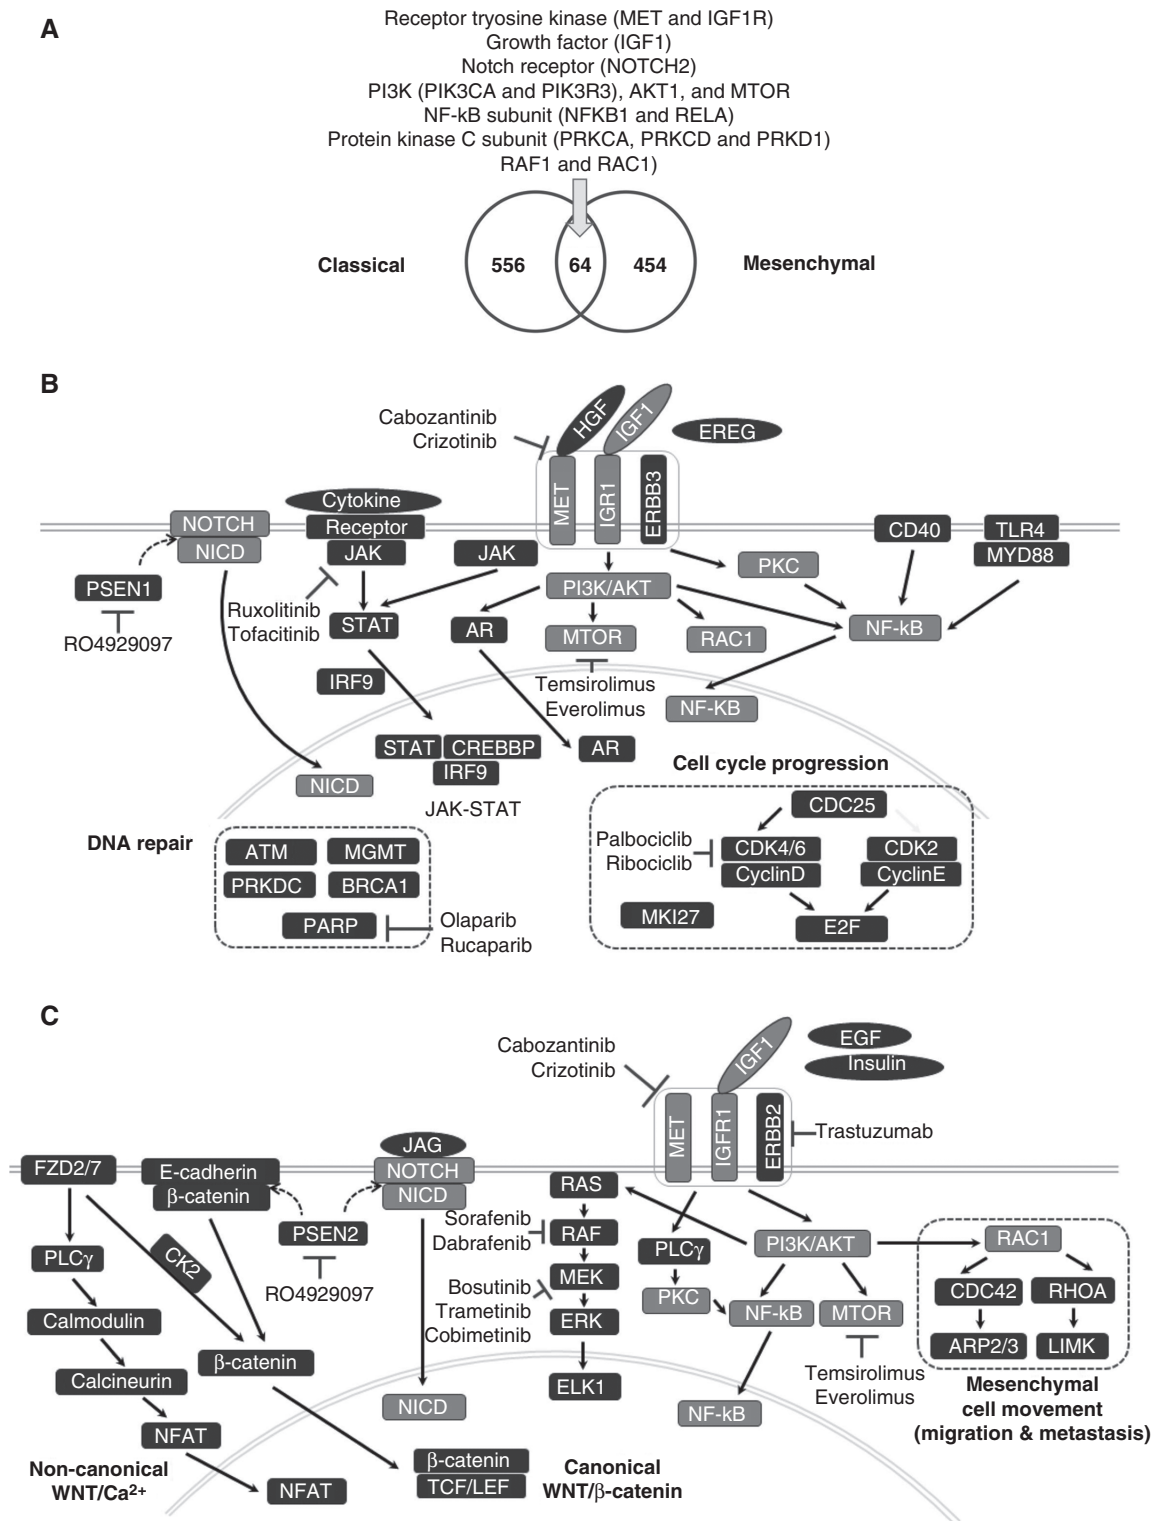 A
Receptor tryosine kinase (MET and IGF1R)
Growth factor (IGF1)
Notch receptor (NOTCH2)
PI3K (PIK3CA and PIK3R3), AKT1, and MTOR
NF-kB subunit (NFKB1 and RELA)
Protein kinase C subunit (PRKCA, PRKCD and PRKD1)
RAF1 and RAC1)
Classical
556
64
454
Mesenchymal
B
Cabozantinib
Crizotinib
HGF
IGF1
EREG
MET
IGR1
ERBB3
NOTCH
NICD
Cytokine
Receptor
JAK
JAK
CD40
TLR4
MYD88
PSEN1
RO4929097
Ruxolitinib
Tofacitinib
STAT
PI3K/AKT
PKC
AR
MTOR
RAC1
NF-kB
IRF9
Temsirolimus
Everolimus
NF-KB
STAT
CREBBP
IRF9
JAK-STAT
AR
NICD
Cell cycle progression
CDC25
Palbociclib
Ribociclib
CDK4/6
CyclinD
CDK2
CyclinE
MKI27
E2F
DNA repair
ATM
MGMT
PRKDC
BRCA1
PARP
Olaparib
Rucaparib
C
Cabozantinib
Crizotinib
IGF1
EGF
Insulin
MET
IGFR1
ERBB2
Trastuzumab
FZD2/7
E-cadherin
β-catenin
JAG
NOTCH
NICD
RAS
PSEN2
RO4929097
Sorafenib
Dabrafenib
RAF
PLCγ
PI3K/AKT
RAC1
PLCγ
CK2
Bosutinib
Trametinib
Cobimetinib
MEK
ERK
PKC
NF-kB
MTOR
CDC42
RHOA
ARP2/3
LIMK
Calmodulin
Calcineurin
β-catenin
ELK1
Temsirolimus
Everolimus
Mesenchymal
cell movement
(migration & metastasis)
NICD
NF-kB
NFAT
Non-canonical
WNT/Ca²⁺
NFAT
β-catenin
TCF/LEF
Canonical
WNT/β-catenin